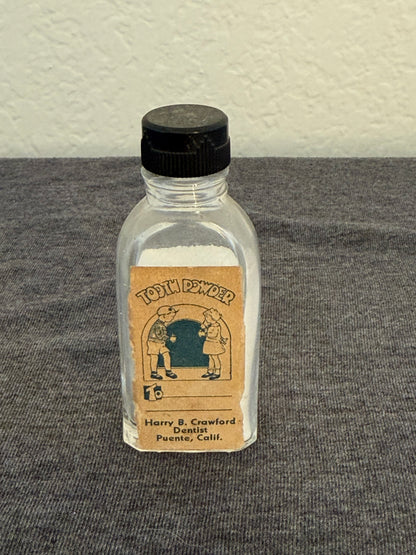 TOOTH POWDER
To
Harry B. Crawford
Dentist
Puente, Calif.